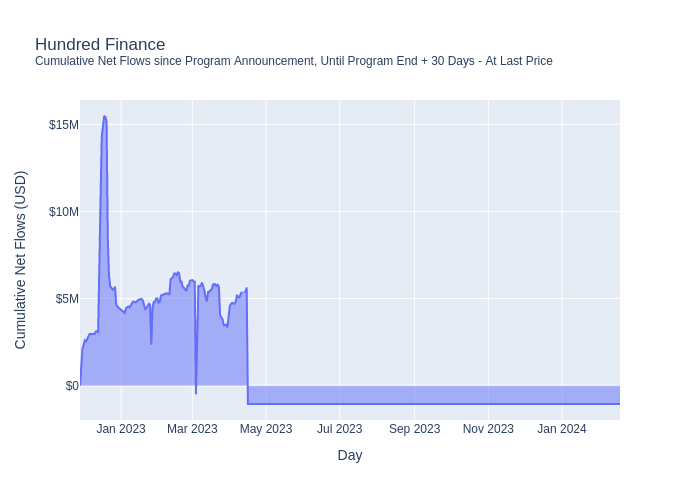 Hundred Finance
Cumulative Net Flows since Program Announcement, Until Program End + 30 Days - At Last Price
Cumulative Net Flows (USD)
$15M
$10M
$5M
$0
Jan 2023 Mar 2023 May 2023 Jul 2023 Sep 2023 Nov 2023 Jan 2024
Day